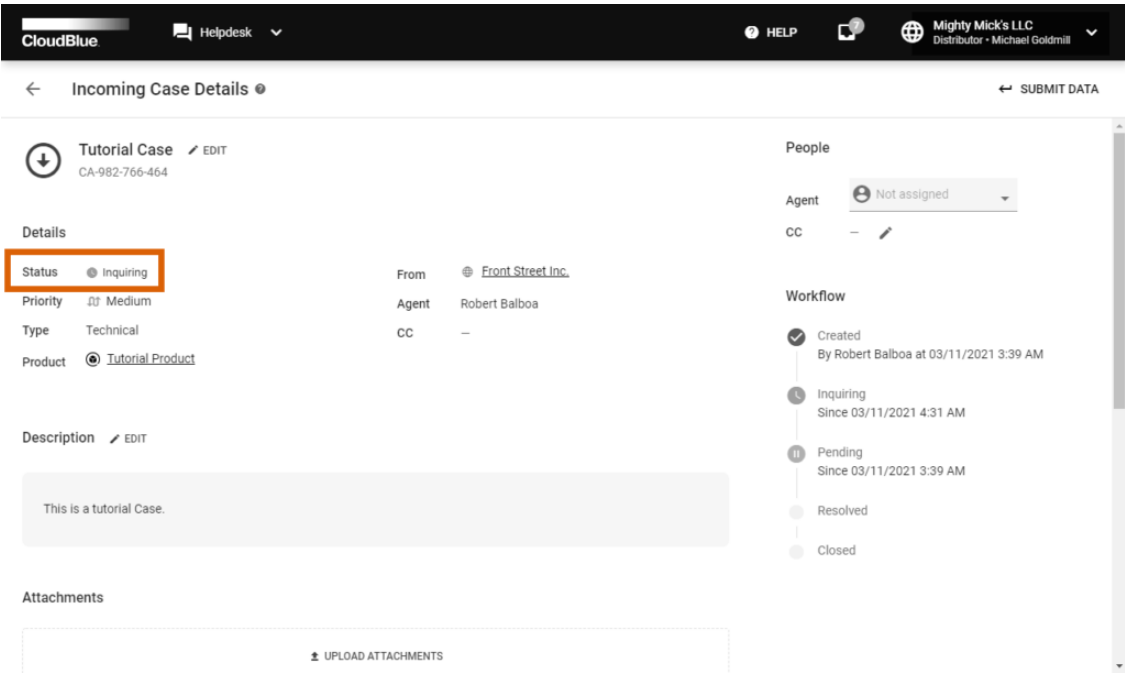 CloudBlue
Helpdesk
HELP
7
Mighty Mick's LLC
Distributor • Michael Goldmill
Incoming Case Details
SUBMIT DATA
Tutorial Case
EDIT
CA-982-766-464
Details
Status Inquiring
Priority Medium
Type Technical
Product Tutorial Product
From Front Street Inc.
Agent Robert Balboa
CC –
Description
EDIT
This is a tutorial Case.
Attachments
UPLOAD ATTACHMENTS
People
Agent Not assigned
CC –
Workflow
Created
By Robert Balboa at 03/11/2021 3:39 AM
Inquiring
Since 03/11/2021 4:31 AM
Pending
Since 03/11/2021 3:39 AM
Resolved
Closed